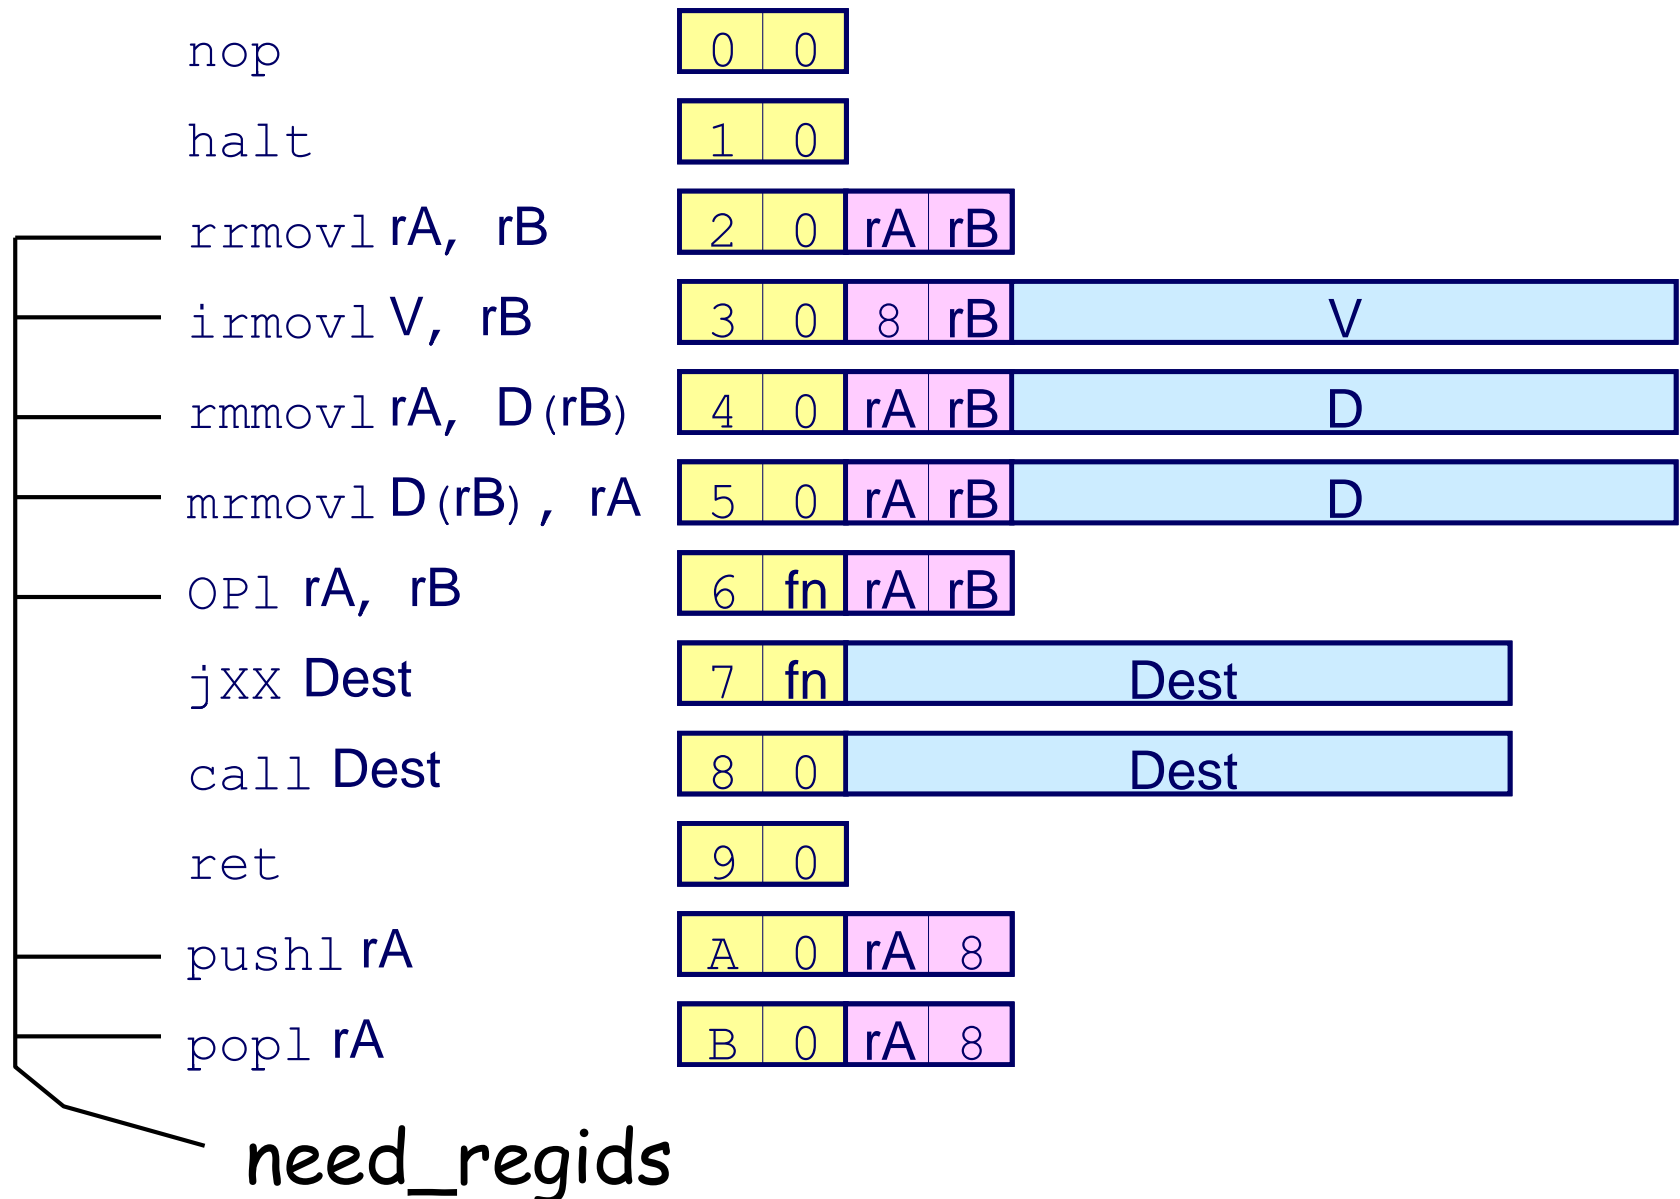 nop 0 0
halt 1 0
rrmovl rA, rB 2 0 rA rB
irmovl V, rB 3 0 8 rB V
rmmovl rA, D(rB) 4 0 rA rB D
mrmovl D(rB), rA 5 0 rA rB D
OPl rA, rB 6 fn rA rB
jXX Dest 7 fn Dest
call Dest 8 0 Dest
ret 9 0
pushl rA A 0 rA 8
popl rA B 0 rA 8
need_regids